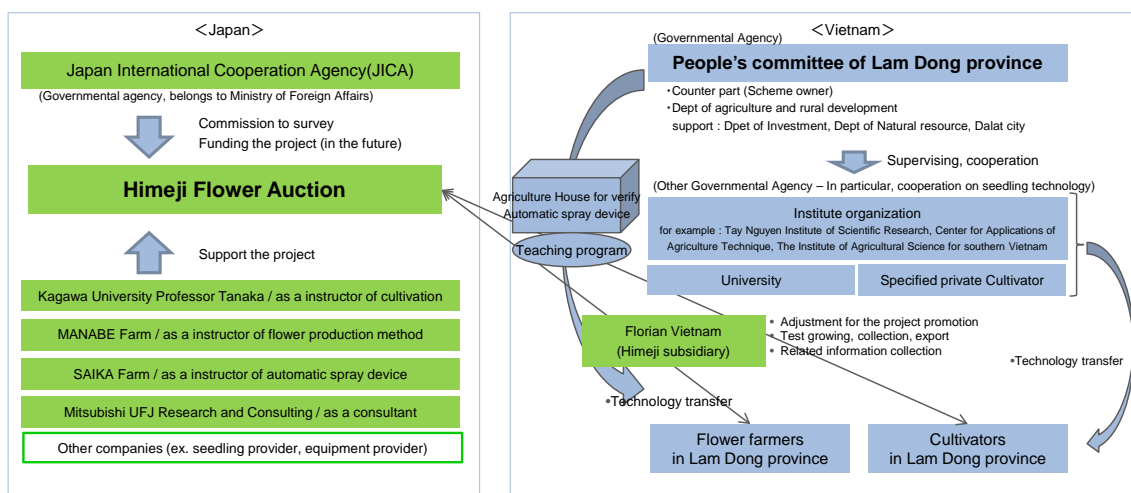 ＜Japan＞
Japan International Cooperation Agency(JICA)
(Governmental agency, belongs to Ministry of Foreign Affairs)
Commission to survey
Funding the project (in the future)
Himeji Flower Auction
Support the project
Kagawa University Professor Tanaka / as a instructor of cultivation
MANABE Farm / as a instructor of flower production method
SAIKA Farm / as a instructor of automatic spray device
Mitsubishi UFJ Research and Consulting / as a consultant
Other companies (ex. seedling provider, equipment provider)
＜Vietnam＞
(Governmental Agency)
People's committee of Lam Dong province
・Counter part (Scheme owner)
・Dept of agriculture and rural development
support : Dpet of Investment, Dept of Natural resource, Dalat city
Supervising, cooperation
(Other Governmental Agency – In particular, cooperation on seedling technology)
Institute organization
for example : Tay Nguyen Institute of Scientific Research, Center for Applications of
Agriculture Technique, The Institute of Agricultural Science for southern Vietnam
University
Specified private Cultivator
Agriculture House for verify
Automatic spray device
Teaching program
Florian Vietnam
(Himeji subsidiary)
• Adjustment for the project promotion
• Test growing, collection, export
• Related information collection
•Technology transfer
•Technology transfer
Flower farmers
in Lam Dong province
Cultivators
in Lam Dong province